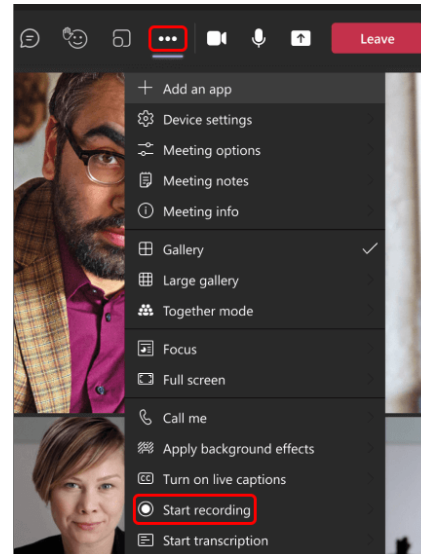 Leave
Add an app
Device settings
Meeting options
Meeting notes
Meeting info
Gallery
Large gallery
Together mode
Focus
Full screen
Call me
Apply background effects
CC Turn on live captions
Start recording
Start transcription